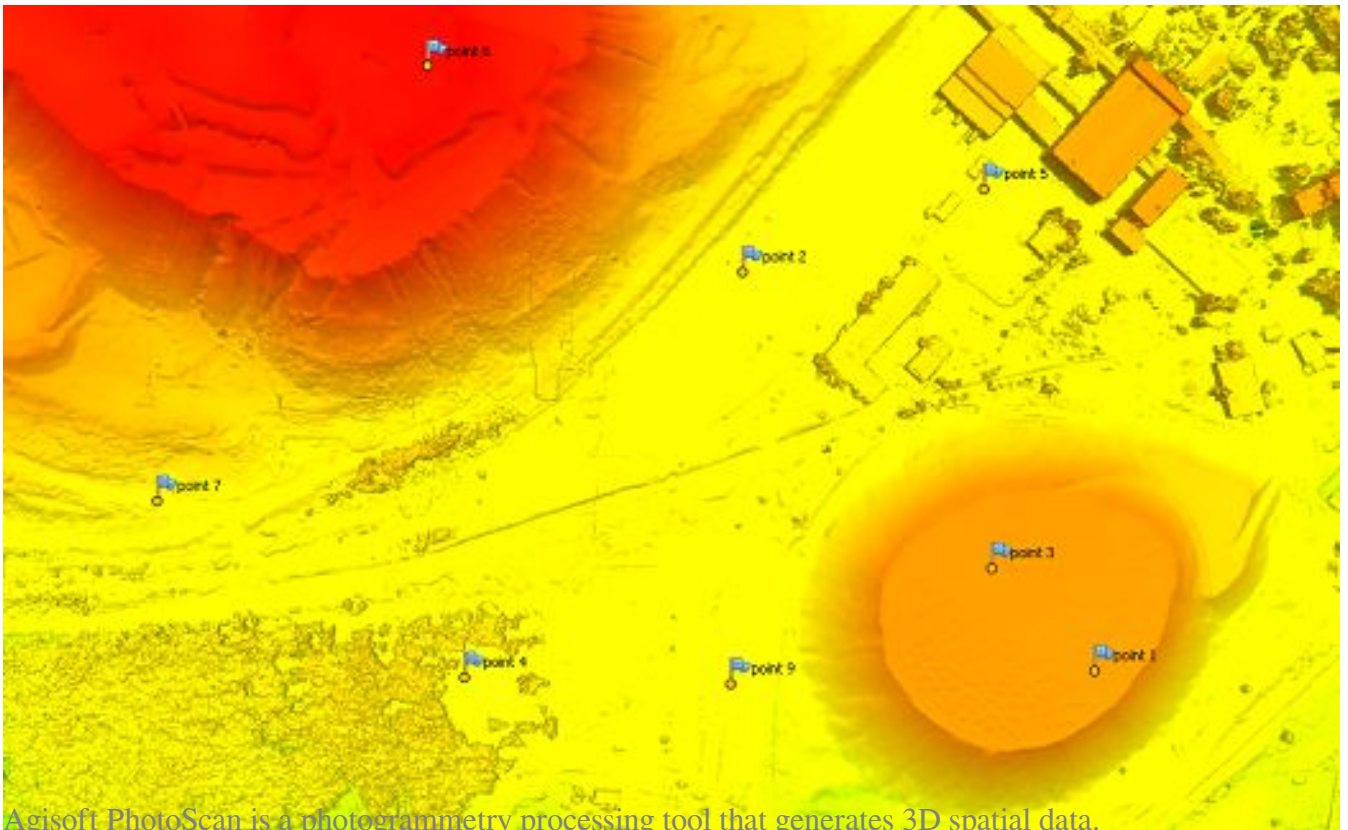 point 6
point 5
point 2
point 7
point 3
point 1
point 4
point 9
Agisoft PhotoScan is a photogrammetry processing tool that generates 3D spatial data.